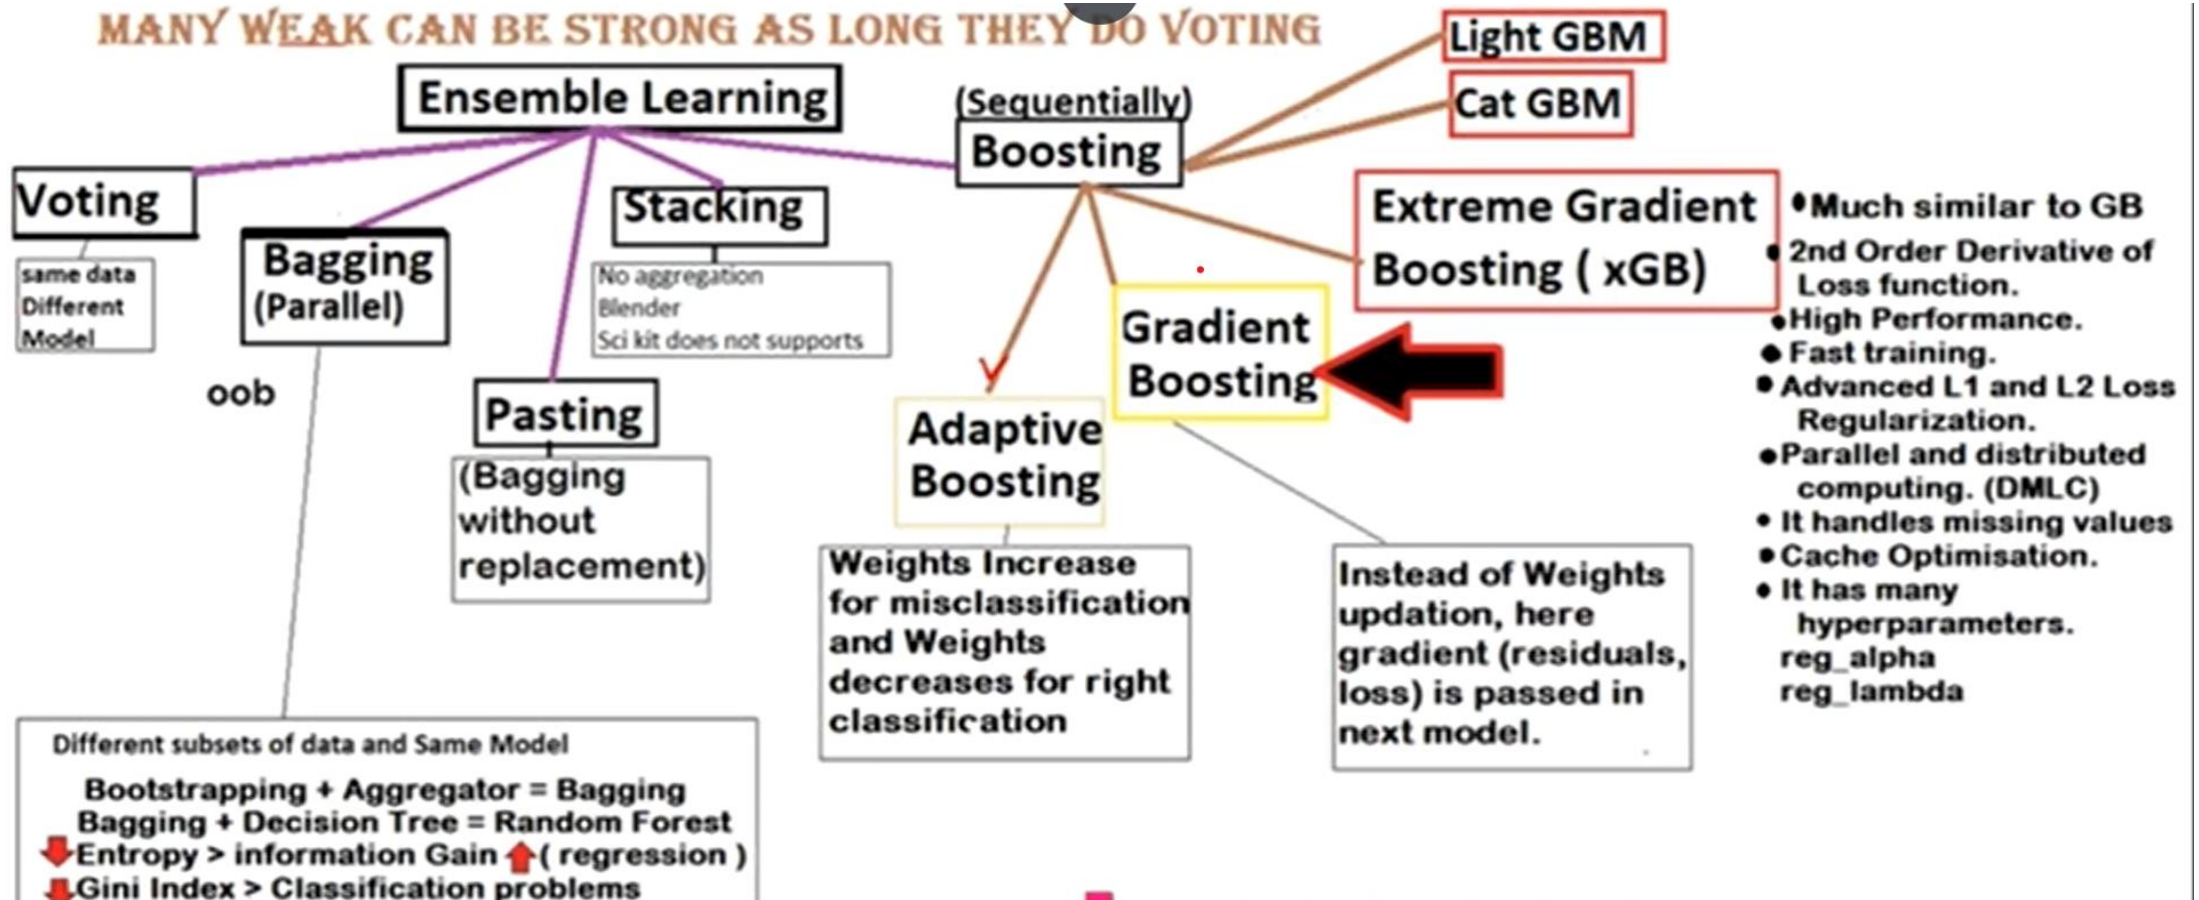 MANY WEAK CAN BE STRONG AS LONG THEY DO VOTING
Ensemble Learning
Voting
same data
Different
Model
Bagging
(Parallel)
oob
Stacking
No aggregation
Blender
Sci kit does not supports
Pasting
(Bagging
without
replacement)
Different subsets of data and Same Model
Bootstrapping + Aggregator = Bagging
Bagging + Decision Tree = Random Forest
Entropy > information Gain ( regression )
Gini Index > Classification problems
(Sequentially)
Boosting
Light GBM
Cat GBM
Extreme Gradient
Boosting ( xGB)
Gradient
Boosting
Adaptive
Boosting
Weights Increase
for misclassification
and Weights
decreases for right
classification
Instead of Weights
updation, here
gradient (residuals,
loss) is passed in
next model.
•Much similar to GB
• 2nd Order Derivative of
Loss function.
•High Performance.
• Fast training.
• Advanced L1 and L2 Loss
Regularization.
•Parallel and distributed
computing. (DMLC)
• It handles missing values
• Cache Optimisation.
• It has many
hyperparameters.
reg_alpha
reg_lambda